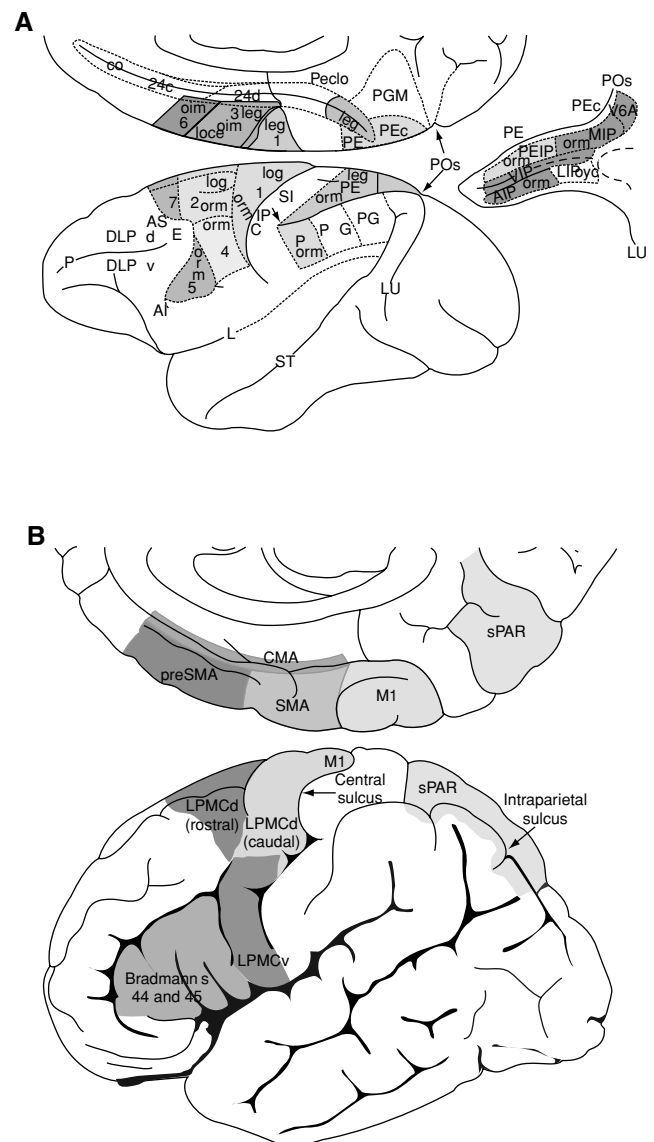 A
co
24c
24d
Peclo
PGM
oim
6
loce
oim
3
leg
leg
1
leg
PE
PEc
POs
POs
PEc
V6A
PE
MIP
orm
PEIP
orm
VIP
LIP
oyc
AIP
orm
LU
log
1
SI
leg
PE
orm
7
log
2
orm
orm
orm
IP
C
P
G
PG
P
orm
AS
d
E
DLP
P
DLP
v
4
o
r
m
5
AI
L
LU
ST
B
sPAR
CMA
preSMA
SMA
M1
M1
Central
sulcus
sPAR
Intraparietal
sulcus
LPMCd
(rostral)
LPMCd
(caudal)
LPMCv
Bradmann s
44 and 45